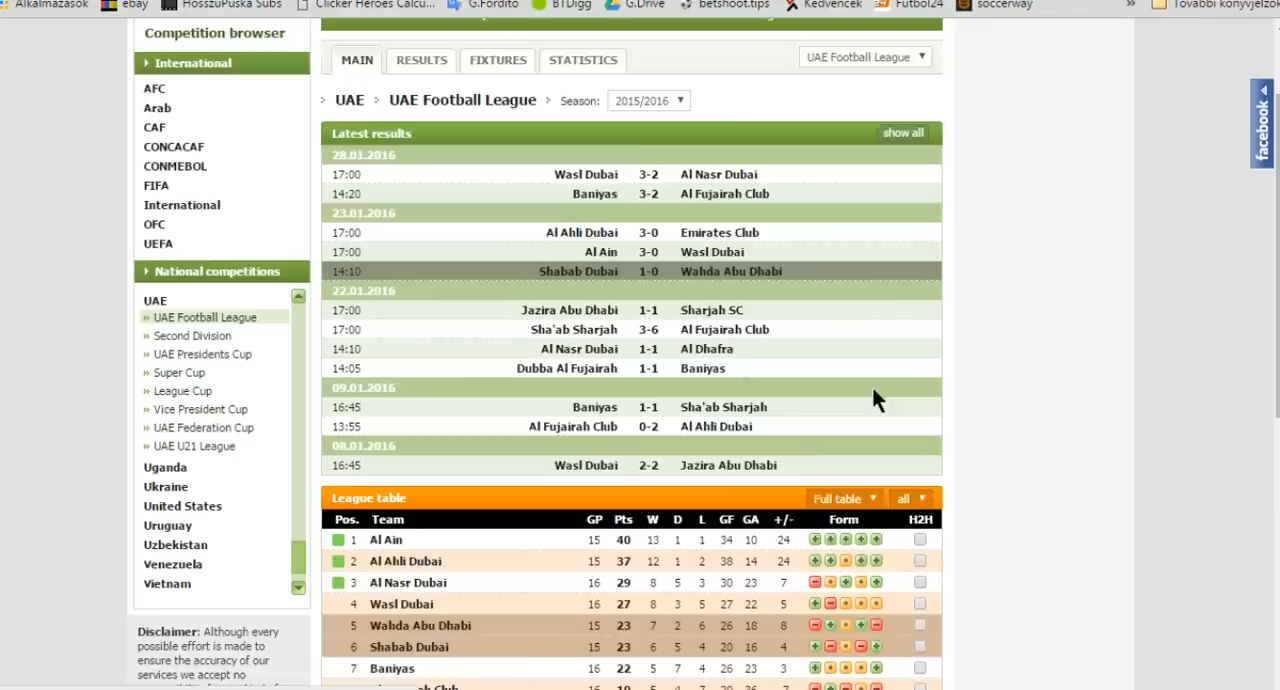 Alkalmazások ebay HosszúPuska Subs Clicker Heroes Calcu... G.Fordító BTDigg G.Drive betshoot.tips Kedvencek Futbol24 soccerway » További könyvjelzők
Competition browser
International
AFC
Arab
CAF
CONCACAF
CONMEBOL
FIFA
International
OFC
UEFA
National competitions
UAE
» UAE Football League
» Second Division
» UAE Presidents Cup
» Super Cup
» League Cup
» Vice President Cup
» UAE Federation Cup
» UAE U21 League
Uganda
Ukraine
United States
Uruguay
Uzbekistan
Venezuela
Vietnam
Disclaimer: Although every
possible effort is made to
ensure the accuracy of our
services we accept no
MAIN RESULTS FIXTURES STATISTICS UAE Football League
UAE UAE Football League Season: 2015/2016
Latest results show all
28.01.2016
17:00 Wasl Dubai 3-2 Al Nasr Dubai
14:20 Baniyas 3-2 Al Fujairah Club
23.01.2016
17:00 Al Ahli Dubai 3-0 Emirates Club
17:00 Al Ain 3-0 Wasl Dubai
14:10 Shabab Dubai 1-0 Wahda Abu Dhabi
22.01.2016
17:00 Jazira Abu Dhabi 1-1 Sharjah SC
17:00 Sha'ab Sharjah 3-6 Al Fujairah Club
14:10 Al Nasr Dubai 1-1 Al Dhafra
14:05 Dubba Al Fujairah 1-1 Baniyas
09.01.2016
16:45 Baniyas 1-1 Sha'ab Sharjah
13:55 Al Fujairah Club 0-2 Al Ahli Dubai
08.01.2016
16:45 Wasl Dubai 2-2 Jazira Abu Dhabi
League table Full table all
Pos. Team GP Pts W D L GF GA +/- Form H2H
1 Al Ain 15 40 13 1 1 34 10 24
2 Al Ahli Dubai 15 37 12 1 2 38 14 24
3 Al Nasr Dubai 16 29 8 5 3 30 23 7
4 Wasl Dubai 16 27 8 3 5 27 22 5
5 Wahda Abu Dhabi 15 23 7 2 6 26 18 8
6 Shabab Dubai 15 23 6 5 4 20 16 4
7 Baniyas 16 22 5 7 4 26 23 3
facebook